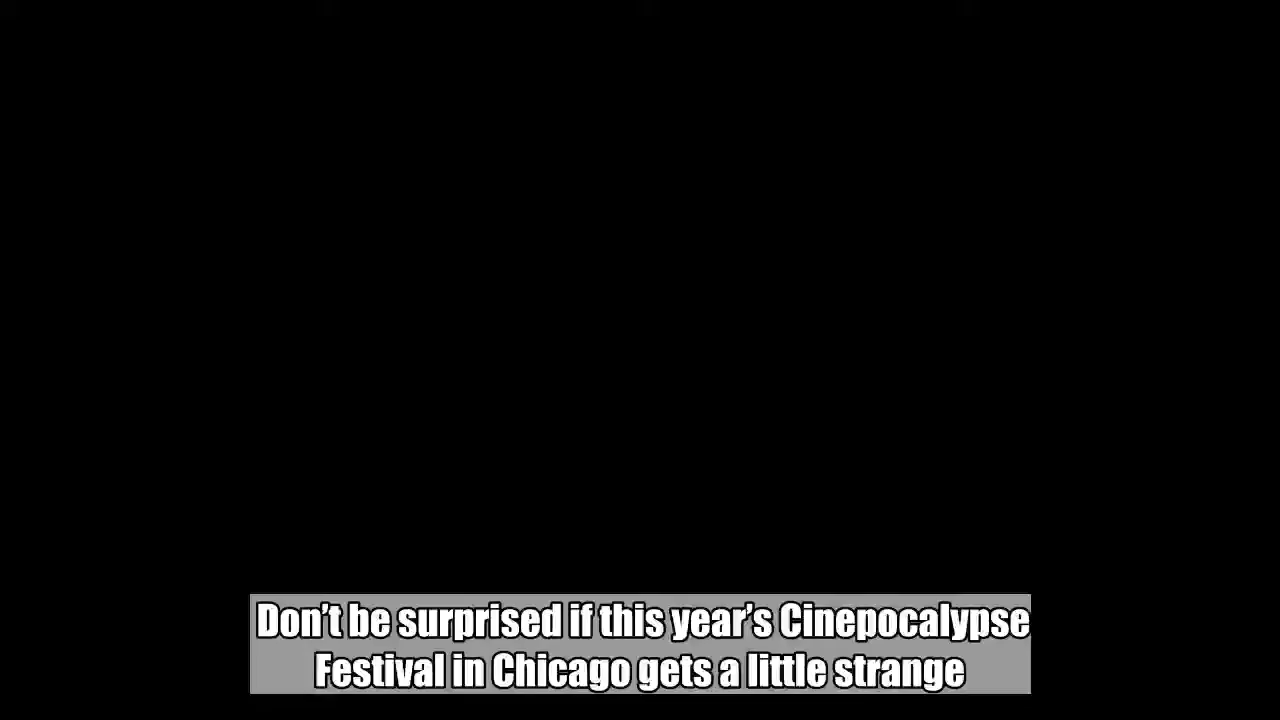 Don’t be surprised if this year’s Cinepocalypse
Festival in Chicago gets a little strange